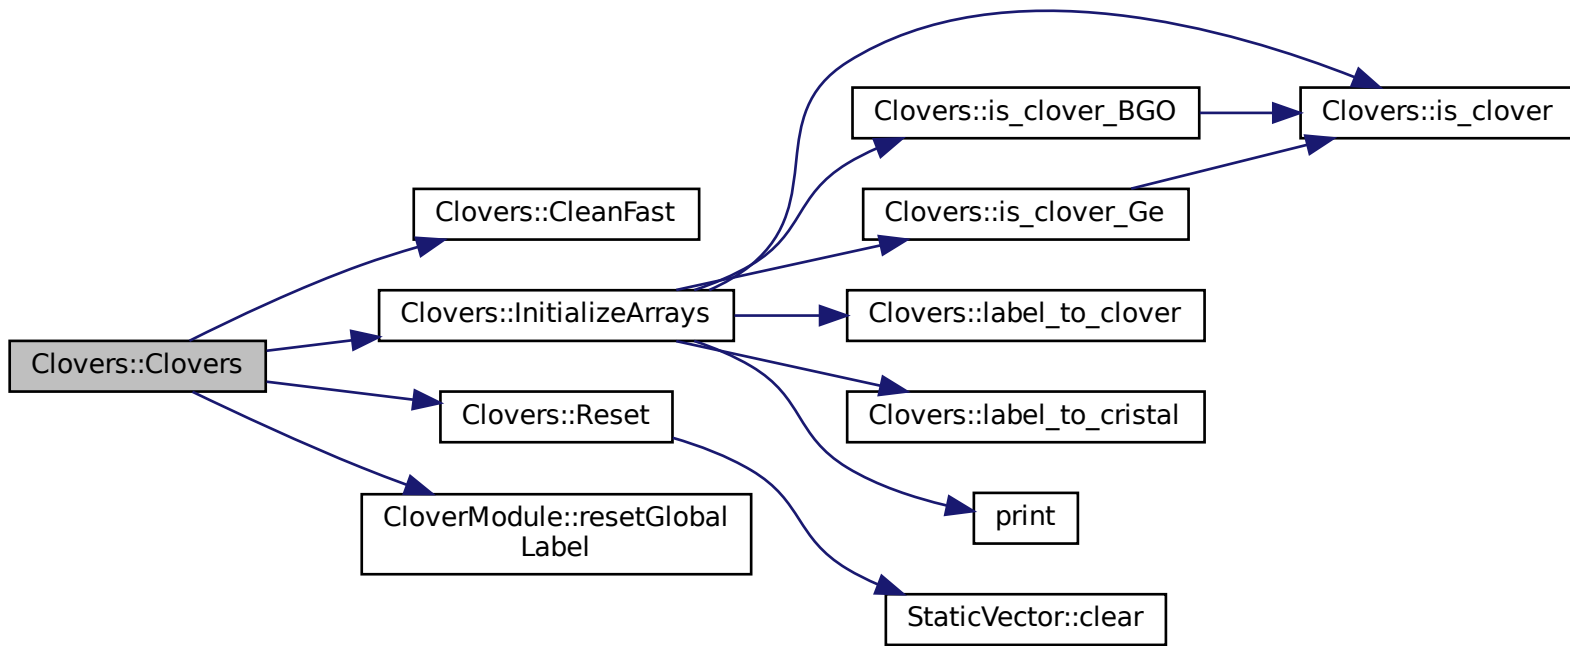 Clovers::Clovers
Clovers::CleanFast
Clovers::InitializeArrays
Clovers::Reset
CloverModule::resetGlobal
Label
Clovers::is_clover_BGO
Clovers::is_clover_Ge
Clovers::label_to_clover
Clovers::label_to_cristal
print
StaticVector::clear
Clovers::is_clover